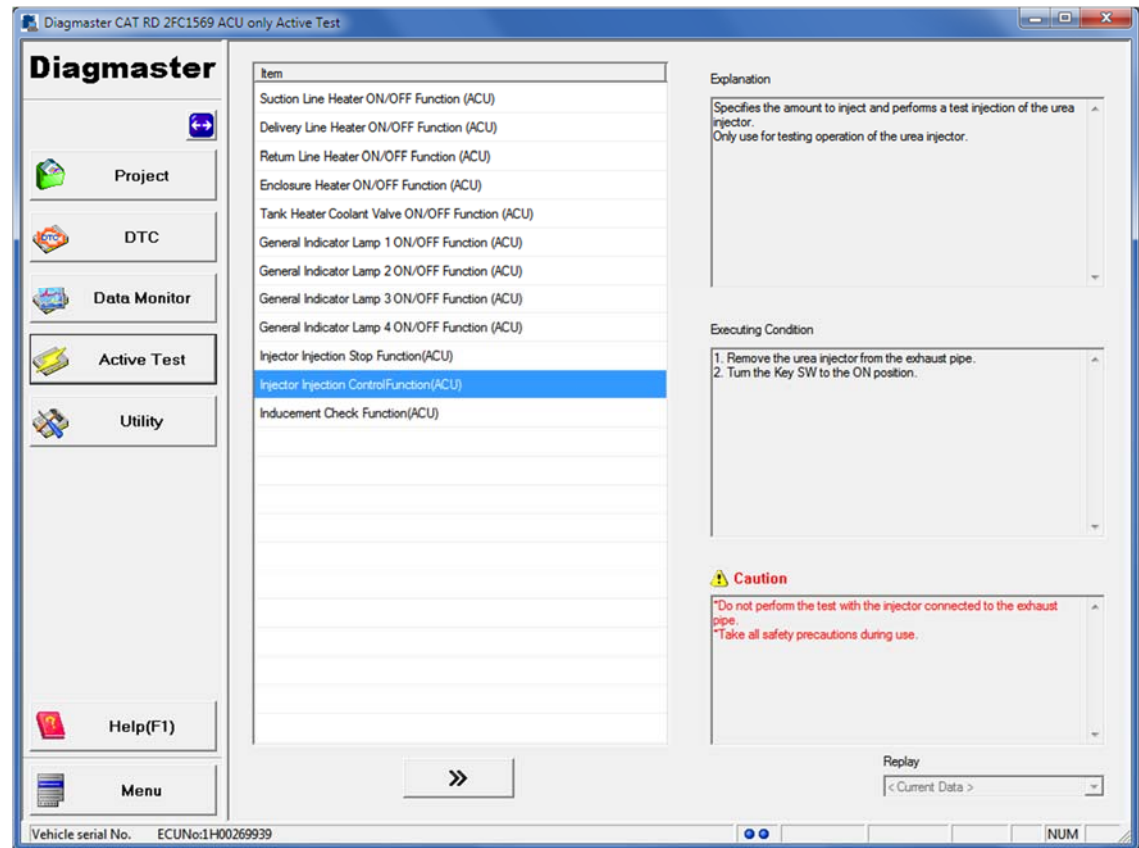 Diagmaster CAT RD 2FC1569 ACU only Active Test
Diagmaster
Project
DTC
DTC
Data Monitor
Active Test
Utility
Help(F1)
Menu
Item
Suction Line Heater ON/OFF Function (ACU)
Delivery Line Heater ON/OFF Function (ACU)
Return Line Heater ON/OFF Function (ACU)
Enclosure Heater ON/OFF Function (ACU)
Tank Heater Coolant Valve ON/OFF Function (ACU)
General Indicator Lamp 1 ON/OFF Function (ACU)
General Indicator Lamp 2 ON/OFF Function (ACU)
General Indicator Lamp 3 ON/OFF Function (ACU)
General Indicator Lamp 4 ON/OFF Function (ACU)
Injector Injection Stop Function(ACU)
Injector Injection ControlFunction(ACU)
Inducement Check Function(ACU)
»
Explanation
Specifies the amount to inject and performs a test injection of the urea
injector.
Only use for testing operation of the urea injector.
Executing Condition
1. Remove the urea injector from the exhaust pipe.
2. Turn the Key SW to the ON position.
Caution
*Do not perform the test with the injector connected to the exhaust
pipe.
*Take all safety precautions during use.
Replay
< Current Data >
Vehicle serial No. ECUNo:1H00269939
NUM